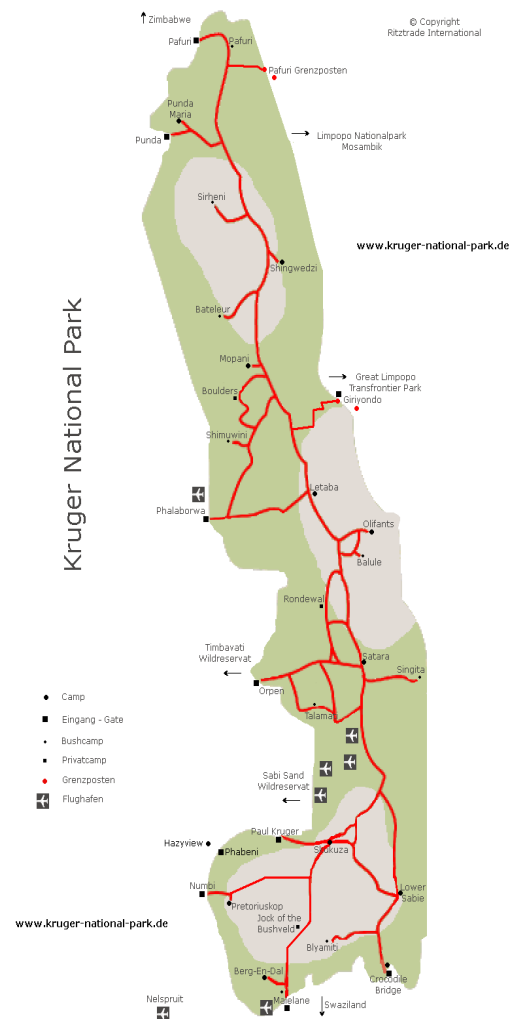 Zimbabwe
© Copyright
Ritztrade International
Pafuri
Pafuri
Pafuri Grenzposten
Punda
Maria
Punda
Limpopo Nationalpark
Mosambik
Sirheni
www.kruger-national-park.de
Shingwedzi
Bateleur
Kruger National Park
Mopani
Great Limpopo
Transfrontier Park
Giriyondo
Boulders
Shimuwini
Letaba
Phalaborwa
Olifants
Balule
Rondewal
Timbavati
Wildreservat
Satara
Singita
Orpen
Talamati
Camp
Eingang - Gate
Bushcamp
Privatcamp
Grenzposten
Flughafen
Sabi Sand
Wildreservat
Paul Kruger
Hazyview
Phabeni
Skukuza
Numbi
Pretoriuskop
Lower
Sabie
Jock of the
Bushveld
www.kruger-national-park.de
Biyamiti
Berg-En-Dal
Crocodile
Bridge
Nelspruit
Malelane
Swaziland